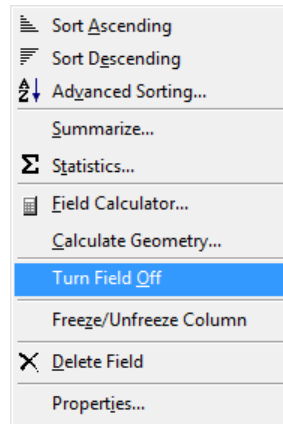 Sort Ascending
Sort Descending
Advanced Sorting...
Summarize...
Σ Statistics...
Field Calculator...
Calculate Geometry...
Turn Field Off
Freeze/Unfreeze Column
Delete Field
Properties...